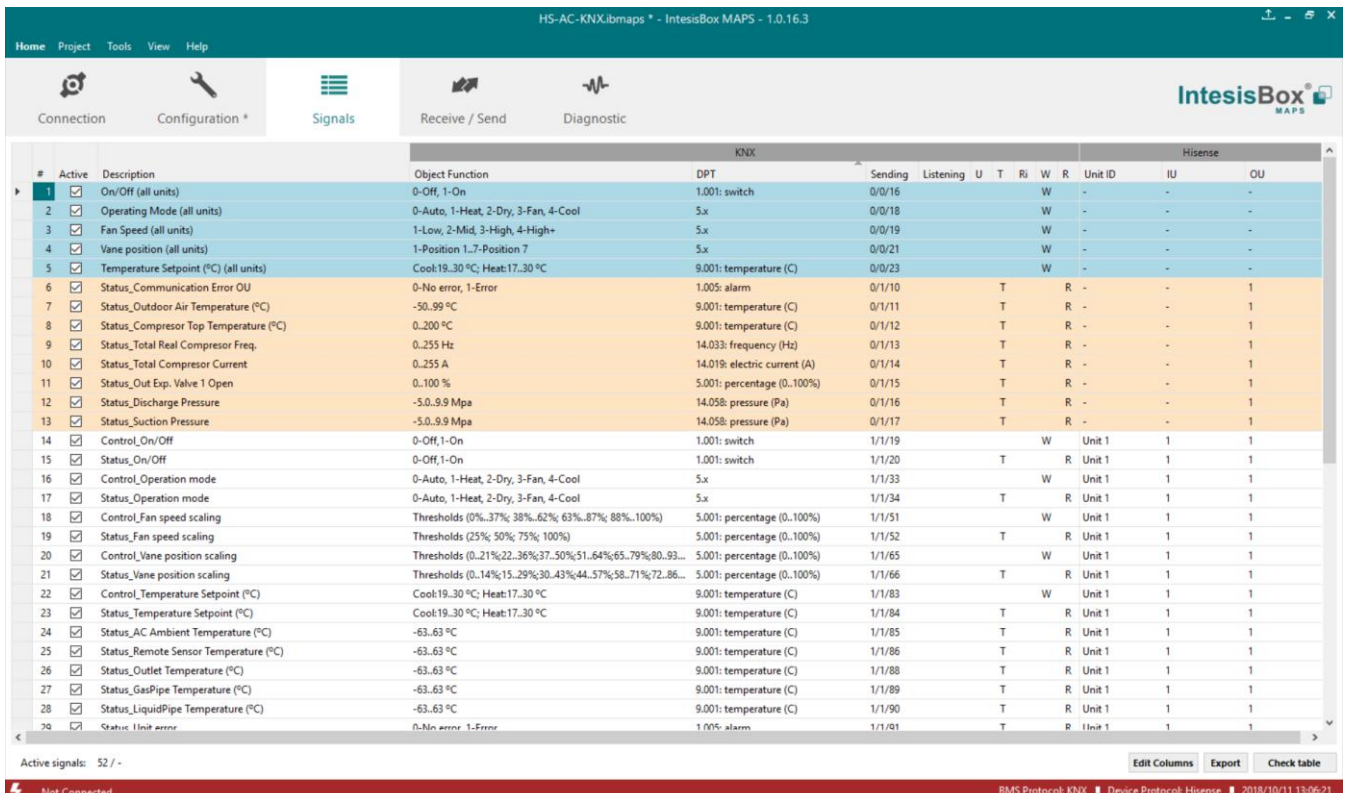 HS-AC-KNX.ibmaps * - IntesisBox MAPS - 1.0.16.3
Home Project Tools View Help
Connection Configuration * Signals Receive / Send Diagnostic
IntesisBox®
MAPS
KNX Hisense
# Active Description Object Function DPT Sending Listening U T Ri W R Unit ID IU OU
1 On/Off (all units) 0-Off, 1-On 1.001: switch 0/0/16 W - - -
2 Operating Mode (all units) 0-Auto, 1-Heat, 2-Dry, 3-Fan, 4-Cool 5.x 0/0/18 W - - -
3 Fan Speed (all units) 1-Low, 2-Mid, 3-High, 4-High+ 5.x 0/0/19 W - - -
4 Vane position (all units) 1-Position 1..7-Position 7 5.x 0/0/21 W - - -
5 Temperature Setpoint (ºC) (all units) Cool:19..30 ºC; Heat:17..30 ºC 9.001: temperature (C) 0/0/23 W - - -
6 Status_Communication Error OU 0-No error, 1-Error 1.005: alarm 0/1/10 T R - - 1
7 Status_Outdoor Air Temperature (ºC) -50..99 ºC 9.001: temperature (C) 0/1/11 T R - - 1
8 Status_Compresor Top Temperature (ºC) 0..200 ºC 9.001: temperature (C) 0/1/12 T R - - 1
9 Status_Total Real Compresor Freq. 0..255 Hz 14.033: frequency (Hz) 0/1/13 T R - - 1
10 Status_Total Compresor Current 0..255 A 14.019: electric current (A) 0/1/14 T R - - 1
11 Status_Out Exp. Valve 1 Open 0..100 % 5.001: percentage (0..100%) 0/1/15 T R - - 1
12 Status_Discharge Pressure -5.0..9.9 Mpa 14.058: pressure (Pa) 0/1/16 T R - - 1
13 Status_Suction Pressure -5.0..9.9 Mpa 14.058: pressure (Pa) 0/1/17 T R - - 1
14 Control_On/Off 0-Off,1-On 1.001: switch 1/1/19 W Unit 1 1 1
15 Status_On/Off 0-Off,1-On 1.001: switch 1/1/20 T R Unit 1 1 1
16 Control_Operation mode 0-Auto, 1-Heat, 2-Dry, 3-Fan, 4-Cool 5.x 1/1/33 W Unit 1 1 1
17 Status_Operation mode 0-Auto, 1-Heat, 2-Dry, 3-Fan, 4-Cool 5.x 1/1/34 T R Unit 1 1 1
18 Control_Fan speed scaling Thresholds (0%..37%; 38%..62%; 63%..87%; 88%..100%) 5.001: percentage (0..100%) 1/1/51 W Unit 1 1 1
19 Status_Fan speed scaling Thresholds (25%; 50%; 75%; 100%) 5.001: percentage (0..100%) 1/1/52 T R Unit 1 1 1
20 Control_Vane position scaling Thresholds (0..21%;22..36%;37..50%;51..64%;65..79%;80..93... 5.001: percentage (0..100%) 1/1/65 W Unit 1 1 1
21 Status_Vane position scaling Thresholds (0..14%;15..29%;30..43%;44..57%;58..71%;72..86... 5.001: percentage (0..100%) 1/1/66 T R Unit 1 1 1
22 Control_Temperature Setpoint (ºC) Cool:19..30 ºC; Heat:17..30 ºC 9.001: temperature (C) 1/1/83 W Unit 1 1 1
23 Status_Temperature Setpoint (ºC) Cool:19..30 ºC; Heat:17..30 ºC 9.001: temperature (C) 1/1/84 T R Unit 1 1 1
24 Status_AC Ambient Temperature (ºC) -63..63 ºC 9.001: temperature (C) 1/1/85 T R Unit 1 1 1
25 Status_Remote Sensor Temperature (ºC) -63..63 ºC 9.001: temperature (C) 1/1/86 T R Unit 1 1 1
26 Status_Outlet Temperature (ºC) -63..63 ºC 9.001: temperature (C) 1/1/88 T R Unit 1 1 1
27 Status_GasPipe Temperature (ºC) -63..63 ºC 9.001: temperature (C) 1/1/89 T R Unit 1 1 1
28 Status_LiquidPipe Temperature (ºC) -63..63 ºC 9.001: temperature (C) 1/1/90 T R Unit 1 1 1
29 Status_Unit error 0-No error, 1-Error 1.005: alarm 1/1/91 T R Unit 1 1 1
Active signals: 52 / - Edit Columns Export Check table
Not Connected BMS Protocol: KNX Device Protocol: Hisense 2018/10/11 13:06:21